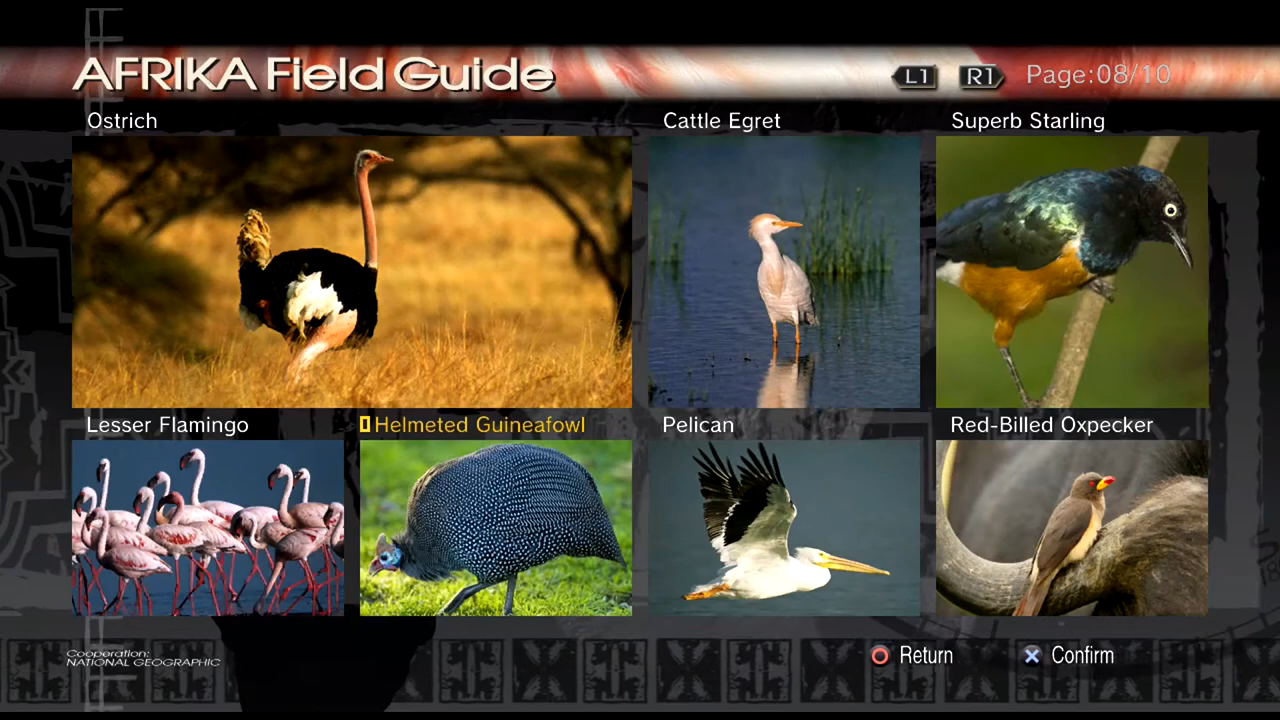 AFRIKA Field Guide
L1 R1 Page:08/10
Ostrich
Cattle Egret
Superb Starling
Lesser Flamingo
Helmeted Guineafowl
Pelican
Red-Billed Oxpecker
Cooperation:
NATIONAL GEOGRAPHIC
Return
Confirm